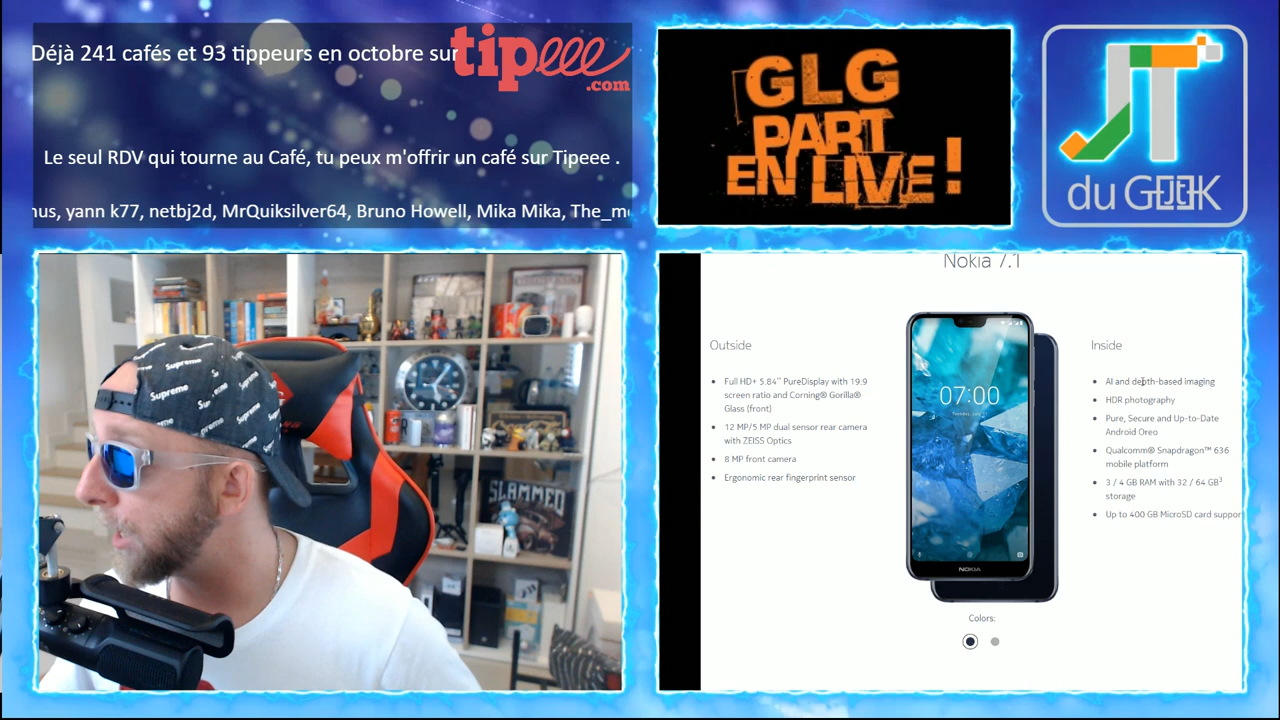 Déjà 241 cafés et 93 tippeurs en octobre sur
tipeee
.com
Le seul RDV qui tourne au Café, tu peux m'offrir un café sur Tipeee .
yann k77, netbj2d, MrQuiksilver64, Bruno Howell, Mika Mika,
GLG
PART
EN LIVE !
JT
du GEEK
Supreme
Supreme
Supreme
SLAMMED
Nokia 7.1
Outside
• Full HD+ 5.84'' PureDisplay with 19.9
screen ratio and Corning® Gorilla®
Glass (front)
• 12 MP/5 MP dual sensor rear camera
with ZEISS Optics
• 8 MP front camera
• Ergonomic rear fingerprint sensor
07:00
NOKIA
Colors:
Inside
• AI and depth-based imaging
• HDR photography
• Pure, Secure and Up-to-Date
Android Oreo
• Qualcomm® Snapdragon™ 636
mobile platform
• 3 / 4 GB RAM with 32 / 64 GB³
storage
• Up to 400 GB MicroSD card support